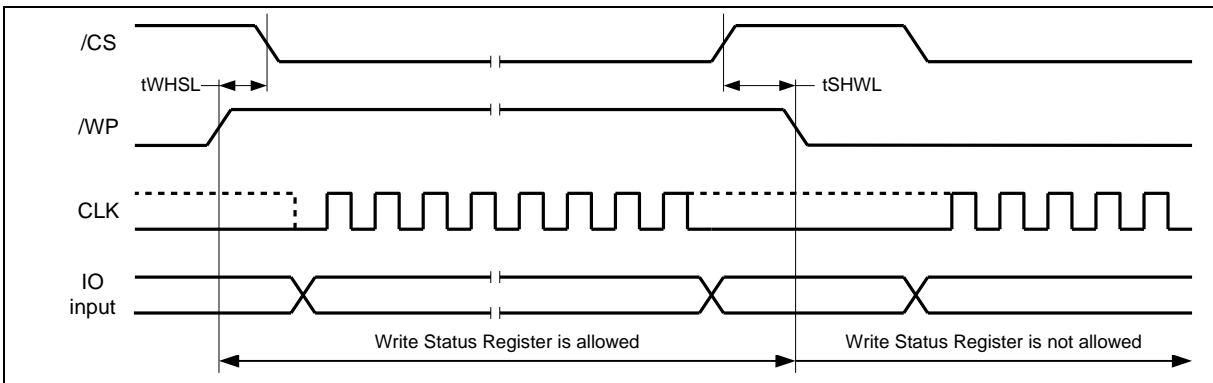 /CS
tWHSL
tSHWL
/WP
CLK
IO
input
Write Status Register is allowed
Write Status Register is not allowed